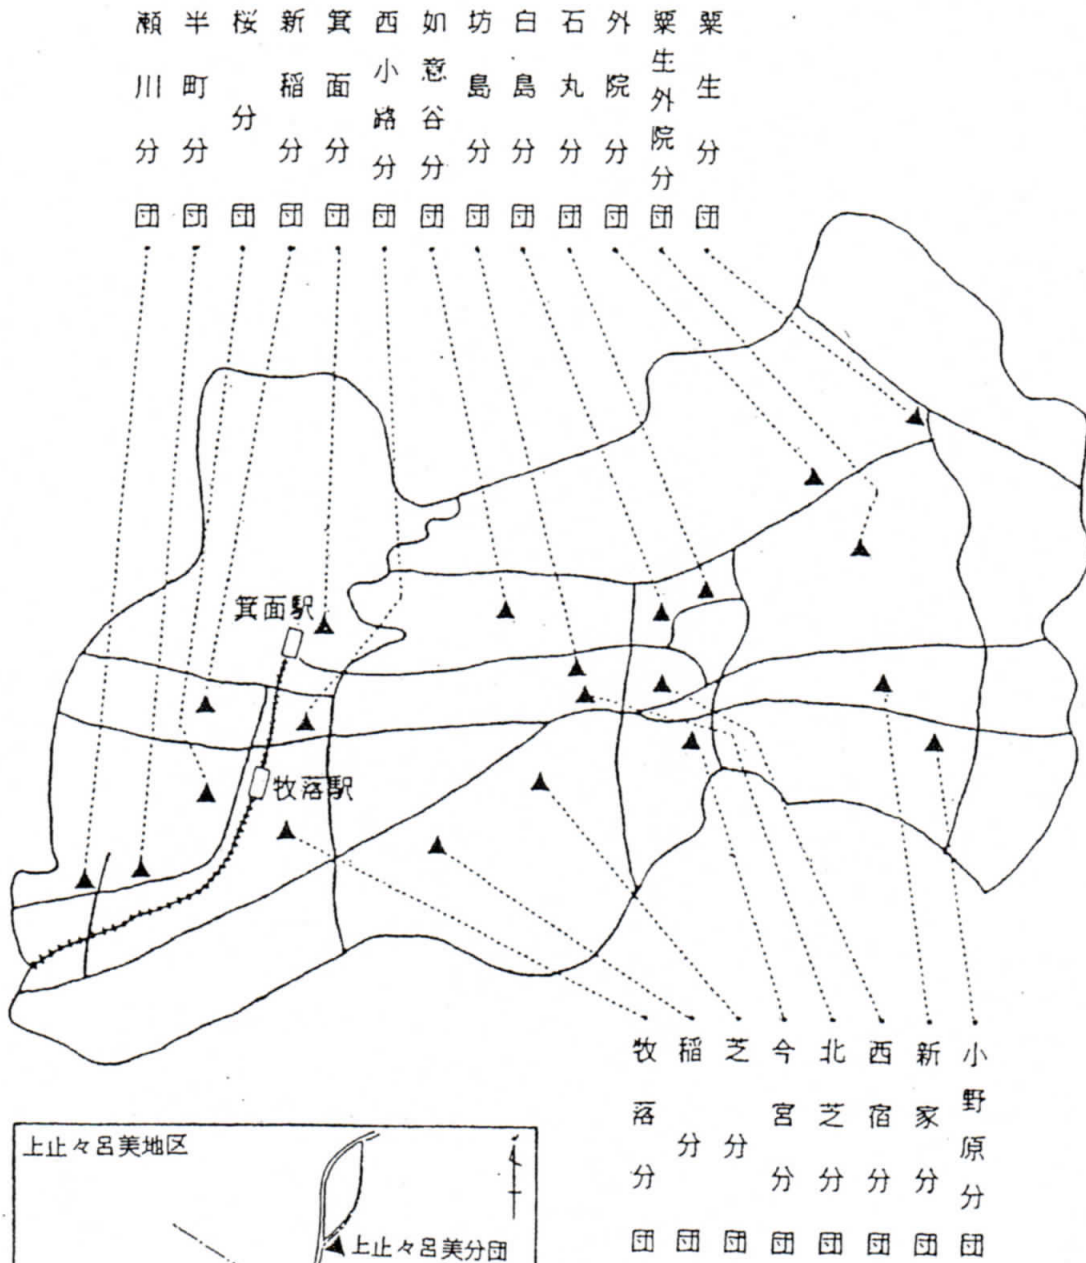 瀬川分団
半町分団
桜分団
新稲分団
箕面分団
西小路分団
如意谷分団
坊島分団
白島分団
石丸分団
外院分団
粟生外院分団
粟生分団
箕面駅
牧落駅
牧落分団
稲分団
芝分団
今宮分団
北芝分団
西宿分団
新家分団
小野原分団
上止々呂美地区
上止々呂美分団